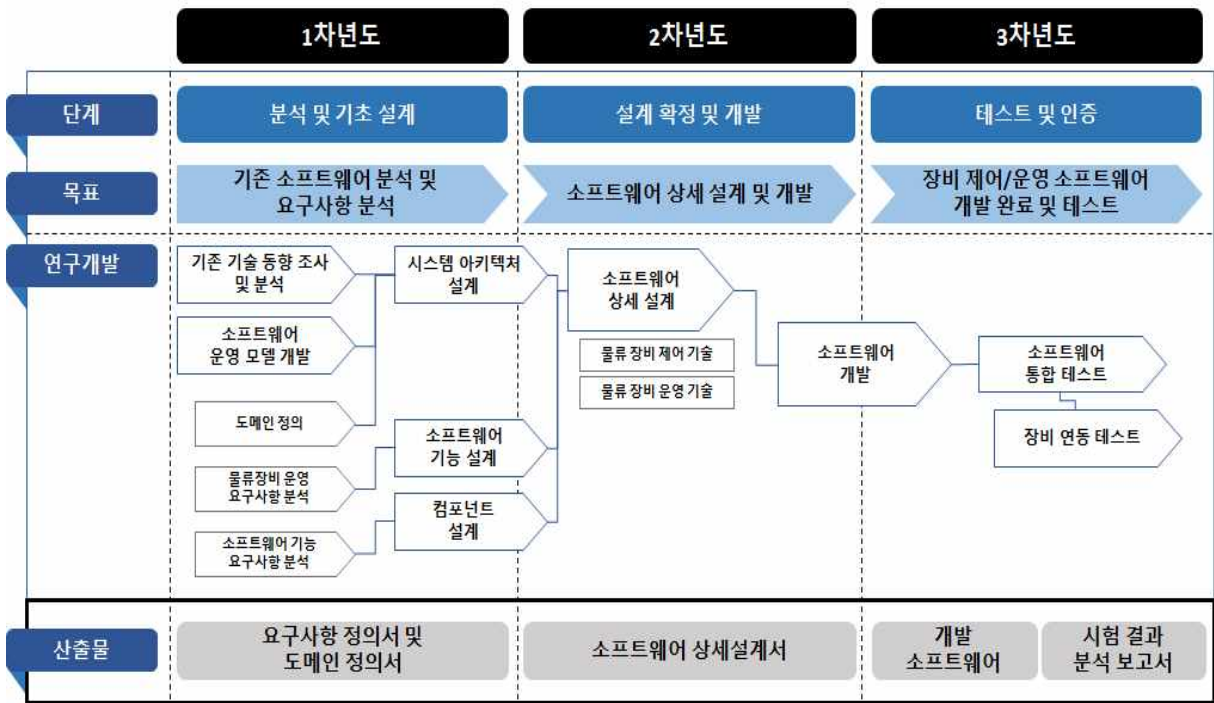 1차년도
2차년도
3차년도
단계
분석 및 기초 설계
설계 확정 및 개발
테스트 및 인증
목표
기존 소프트웨어 분석 및
요구사항 분석
소프트웨어 상세 설계 및 개발
장비 제어/운영 소프트웨어
개발 완료 및 테스트
연구개발
기존 기술 동향 조사
및 분석
소프트웨어
운영 모델 개발
도메인 정의
물류장비 운영
요구사항 분석
소프트웨어 기능
요구사항 분석
시스템 아키텍처
설계
소프트웨어
기능 설계
컴포넌트
설계
소프트웨어
상세 설계
물류 장비 제어 기술
물류 장비 운영 기술
소프트웨어
개발
소프트웨어
통합 테스트
장비 연동 테스트
산출물
요구사항 정의서 및
도메인 정의서
소프트웨어 상세설계서
개발
소프트웨어
시험 결과
분석 보고서